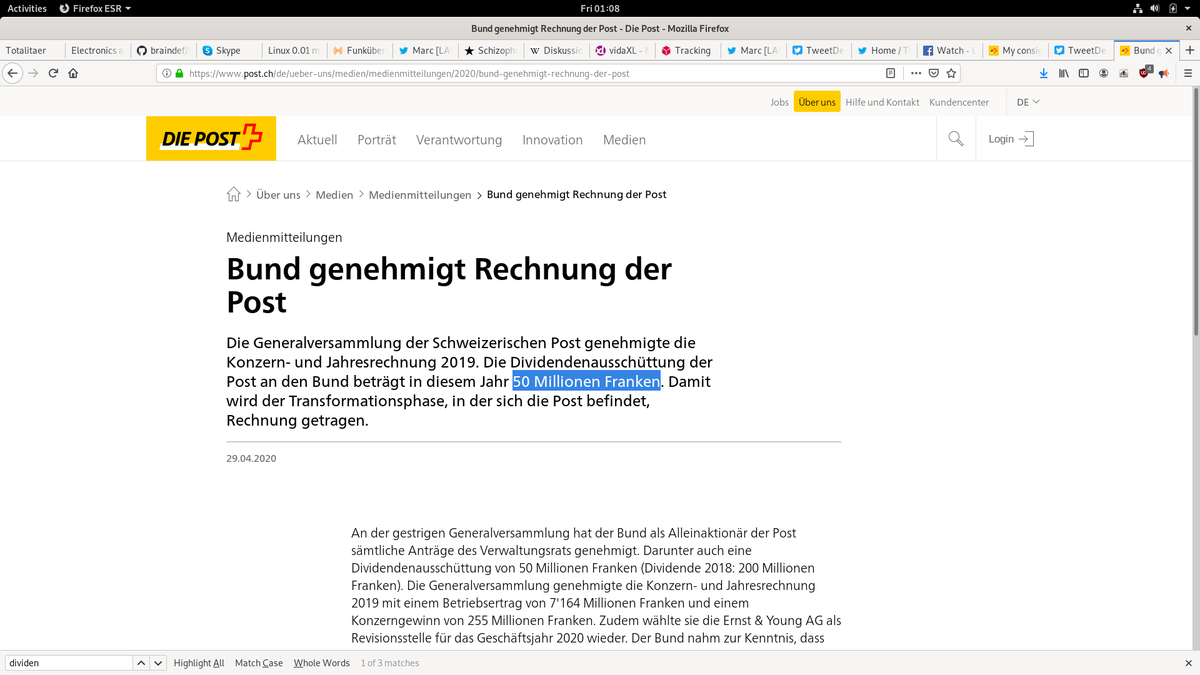 Activities Firefox ESR Fri 01:08
Bund genehmigt Rechnung der Post - Die Post - Mozilla Firefox
Totalitaer Electronics a braindef/ Skype Linux 0.01 m Funküber Marc [LA Schizoph Diskussio vidaXL - Tracking Marc [LA TweetDe Home / T Watch - L My consi TweetDe Bund g
https://www.post.ch/de/ueber-uns/medien/medienmitteilungen/2020/bund-genehmigt-rechnung-der-post 4
Jobs Über uns Hilfe und Kontakt Kundencenter DE
DIE POST Aktuell Porträt Verantwortung Innovation Medien Login
Über uns Medien Medienmitteilungen Bund genehmigt Rechnung der Post
Medienmitteilungen
Bund genehmigt Rechnung der
Post
Die Generalversammlung der Schweizerischen Post genehmigte die
Konzern- und Jahresrechnung 2019. Die Dividendenausschüttung der
Post an den Bund beträgt in diesem Jahr 50 Millionen Franken. Damit
wird der Transformationsphase, in der sich die Post befindet,
Rechnung getragen.
29.04.2020
An der gestrigen Generalversammlung hat der Bund als Alleinaktionär der Post
sämtliche Anträge des Verwaltungsrats genehmigt. Darunter auch eine
Dividendenausschüttung von 50 Millionen Franken (Dividende 2018: 200 Millionen
Franken). Die Generalversammlung genehmigte die Konzern- und Jahresrechnung
2019 mit einem Betriebsertrag von 7'164 Millionen Franken und einem
Konzerngewinn von 255 Millionen Franken. Zudem wählte sie die Ernst & Young AG als
Revisionsstelle für das Geschäftsjahr 2020 wieder. Der Bund nahm zur Kenntnis, dass
dividen Highlight All Match Case Whole Words 1 of 3 matches